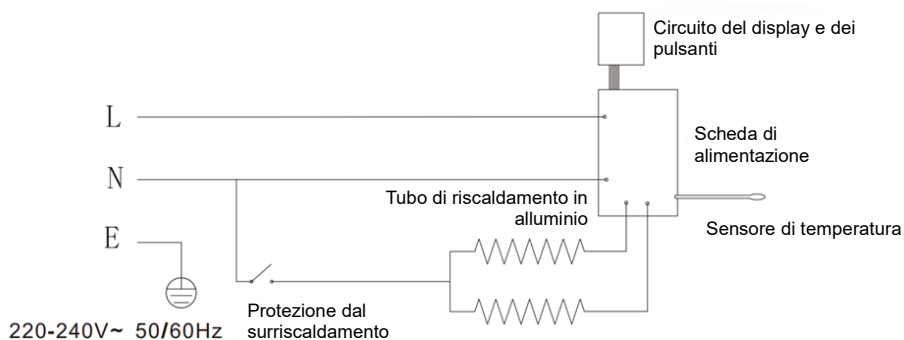 Circuito del display e dei
pulsanti
L
Scheda di
alimentazione
N
Tubo di riscaldamento in
alluminio
Sensore di temperatura
E
Protezione dal
surriscaldamento
220-240V~ 50/60Hz